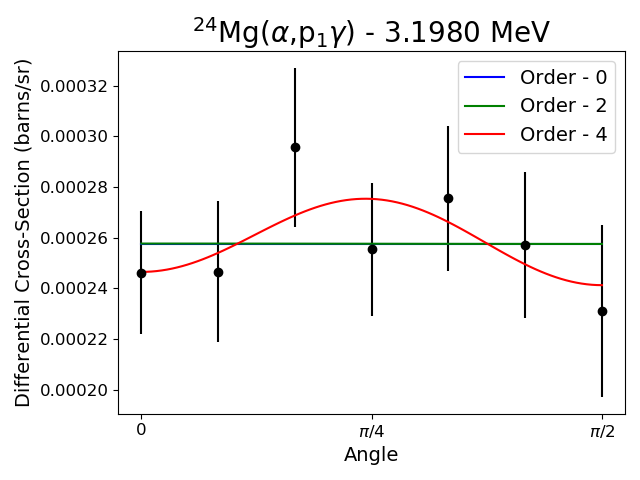 ²⁴Mg(α,p₁γ) - 3.1980 MeV
Differential Cross-Section (barns/sr)
0.00032
0.00030
0.00028
0.00026
0.00024
0.00022
0.00020
Order - 0
Order - 2
Order - 4
0
π/4
π/2
Angle